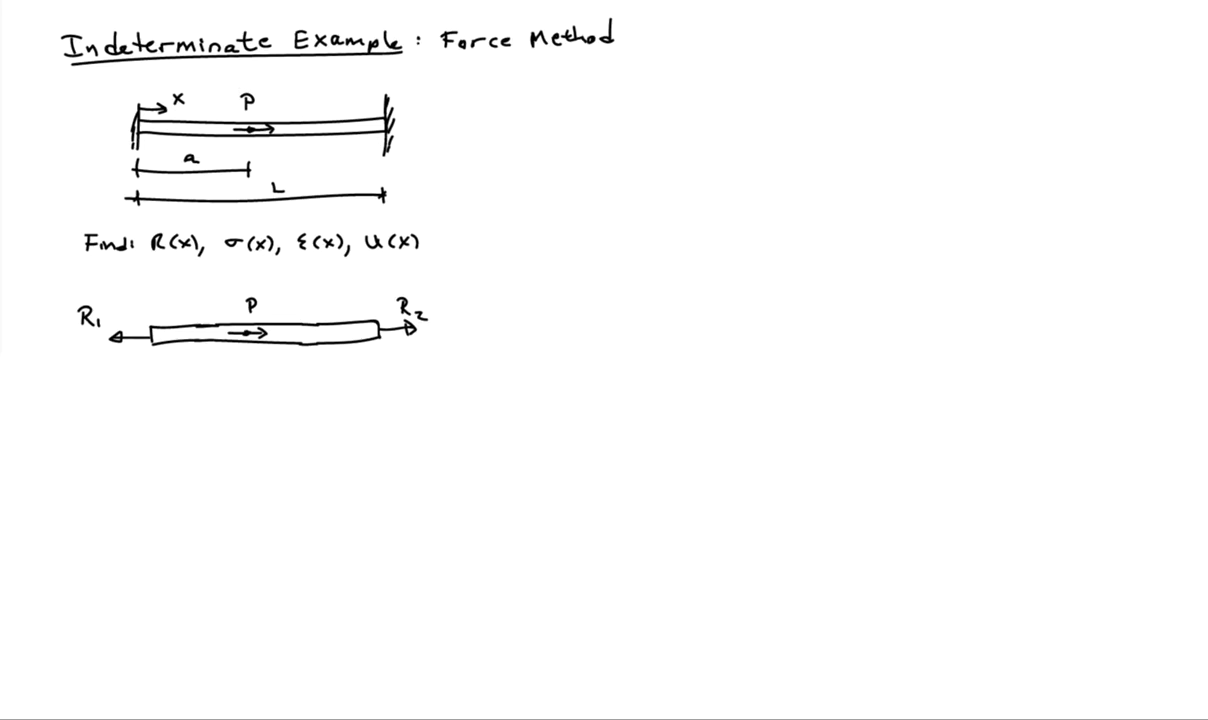 Indeterminate Example: Force Method
x P
a
L
Find: R(x), σ(x), ε(x), u(x)
R₁ P R₂